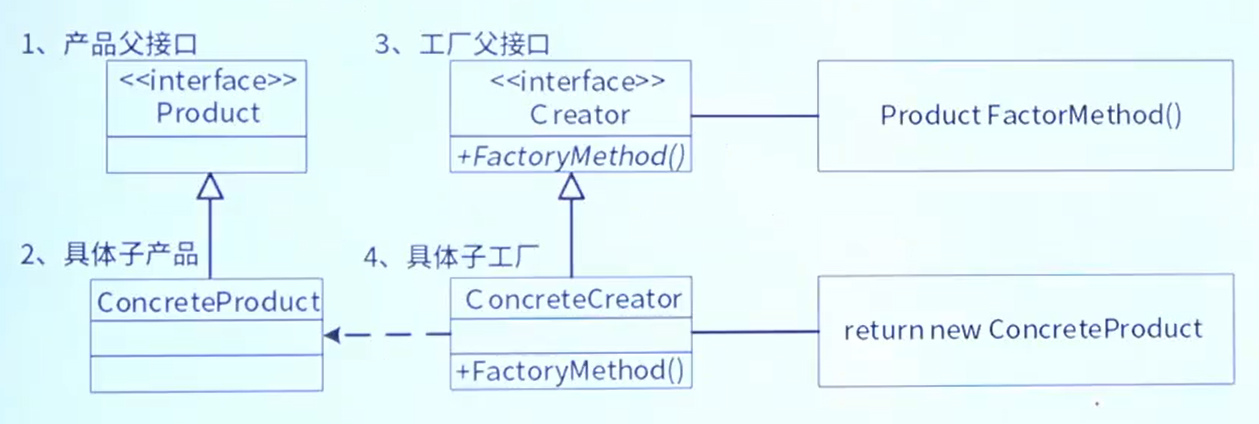 1、产品父接口
<<interface>>
Product
2、具体子产品
ConcreteProduct
3、工厂父接口
<<interface>>
Creator
+FactoryMethod()
4、具体子工厂
ConcreteCreator
+FactoryMethod()
Product FactorMethod()
return new ConcreteProduct